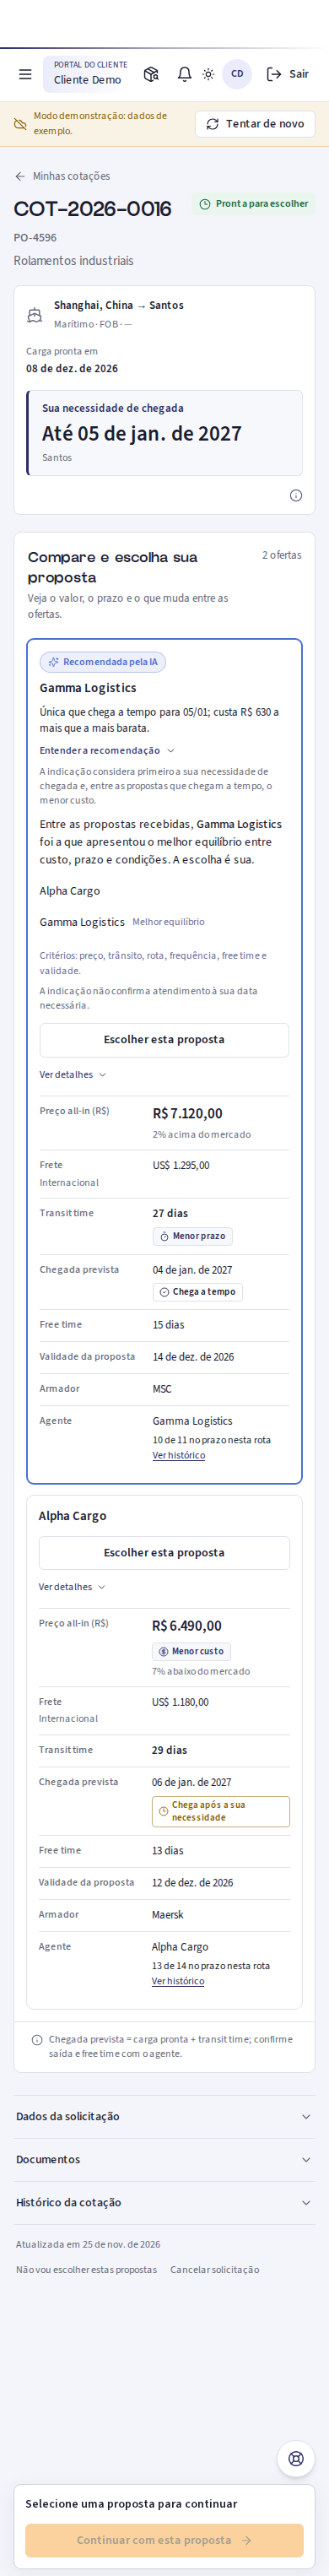 PORTAL DO CLIENTE
Cliente Demo
CD
Sair
Modo demonstração: dados de
exemplo.
Tentar de novo
Minhas cotações
COT-2026-0016
Pronta para escolher
PO-4596
Rolamentos industriais
Shanghai, China → Santos
Marítimo · FOB · —
Carga pronta em
08 de dez. de 2026
Sua necessidade de chegada
Até 05 de jan. de 2027
Santos
Compare e escolha sua
proposta
2 ofertas
Veja o valor, o prazo e o que muda entre as
ofertas.
Recomendada pela IA
Gamma Logistics
Única que chega a tempo para 05/01; custa R$ 630 a
mais que a mais barata.
Entender a recomendação
A indicação considera primeiro a sua necessidade de
chegada e, entre as propostas que chegam a tempo, o
menor custo.
Entre as propostas recebidas, Gamma Logistics
foi a que apresentou o melhor equilíbrio entre
custo, prazo e condições. A escolha é sua.
Alpha Cargo
Gamma Logistics Melhor equilíbrio
Critérios: preço, trânsito, rota, frequência, free time e
validade.
A indicação não confirma atendimento à sua data
necessária.
Escolher esta proposta
Ver detalhes
Preço all-in (R$) R$ 7.120,00
2% acima do mercado
Frete US$ 1.295,00
Internacional
Transit time 27 dias
Menor prazo
Chegada prevista 04 de jan. de 2027
Chega a tempo
Free time 15 dias
Validade da proposta 14 de dez. de 2026
Armador MSC
Agente Gamma Logistics
10 de 11 no prazo nesta rota
Ver histórico
Alpha Cargo
Escolher esta proposta
Ver detalhes
Preço all-in (R$) R$ 6.490,00
Menor custo
7% abaixo do mercado
Frete US$ 1.180,00
Internacional
Transit time 29 dias
Chegada prevista 06 de jan. de 2027
Chega após a sua
necessidade
Free time 13 dias
Validade da proposta 12 de dez. de 2026
Armador Maersk
Agente Alpha Cargo
13 de 14 no prazo nesta rota
Ver histórico
Chegada prevista = carga pronta + transit time; confirme
saída e free time com o agente.
Dados da solicitação
Documentos
Histórico da cotação
Atualizada em 25 de nov. de 2026
Não vou escolher estas propostas Cancelar solicitação
Selecione uma proposta para continuar
Continuar com esta proposta →